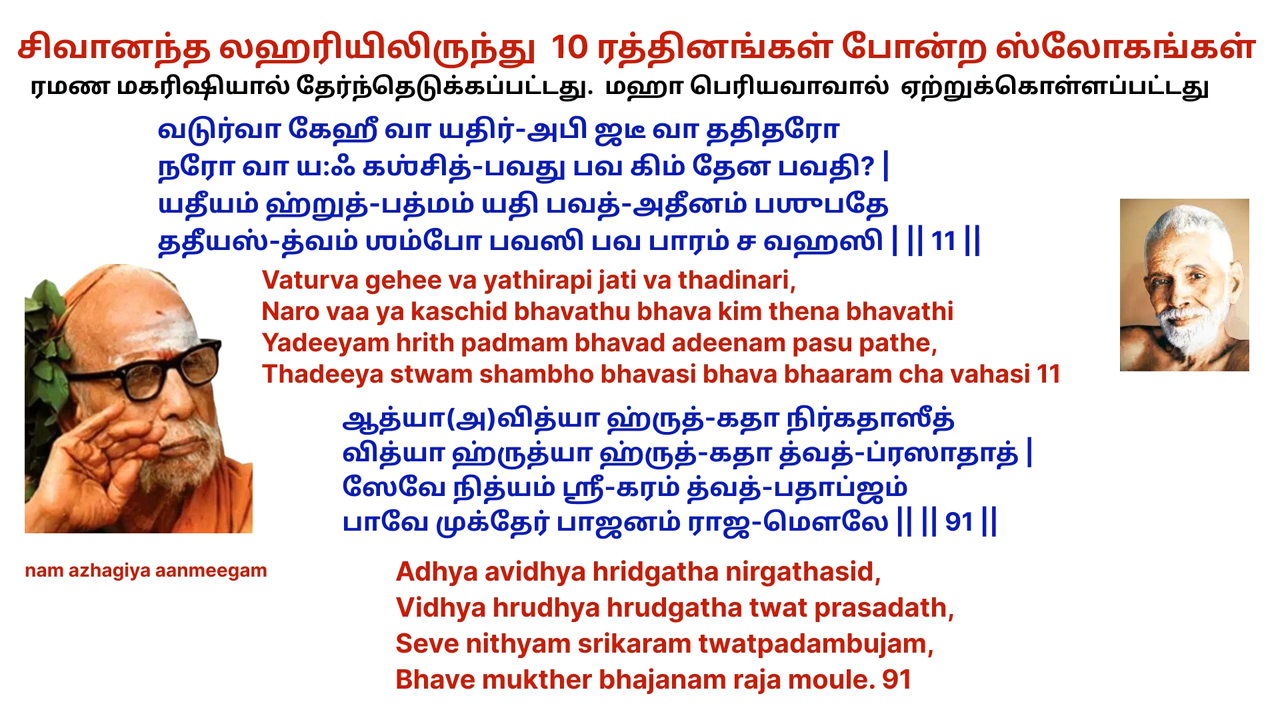 சிவானந்த லஹரியிலிருந்து 10 ரத்தினங்கள் போன்ற ஸ்லோகங்கள்
ரமண மகரிஷியால் தேர்ந்தெடுக்கப்பட்டது. மஹா பெரியவாவால் ஏற்றுக்கொள்ளப்பட்டது
வடுர்வா கேஹீ வா யதிர்-அபி ஜடீ வா ததிதரோ
நரோ வா ய:ஃ கஶ்சித்-பவது பவ கிம் தேன பவதி? |
யதீயம் ஹ்றுத்-பத்மம் யதி பவத்-அதீனம் பஶுபதே
ததீயஸ்-த்வம் ஶம்போ பவஸி பவ பாரம் ச வஹஸி | || 11 ||
Vaturva gehee va yathirapi jati va thadinari,
Naro vaa ya kaschid bhavathu bhava kim thena bhavathi
Yadeeyam hrith padmam bhavad adeenam pasu pathe,
Thadeeya stwam shambho bhavasi bhava bhaaram cha vahasi 11
ஆத்யா(அ)வித்யா ஹ்ருத்-கதா நிர்கதாஸீத்
வித்யா ஹ்ருத்யா ஹ்ருத்-கதா த்வத்-ப்ரஸாதாத் |
ஸேவே நித்யம் ஸ்ரீ-கரம் த்வத்-பதாப்ஜம்
பாவே முக்தேர் பாஜனம் ராஜ-மௌலே || || 91 ||
nam azhagiya aanmeegam
Adhya avidhya hridgatha nirgathasid,
Vidhya hrudhya hrudgatha twat prasadath,
Seve nithyam srikaram twatpadambujam,
Bhave mukther bhajanam raja moule. 91